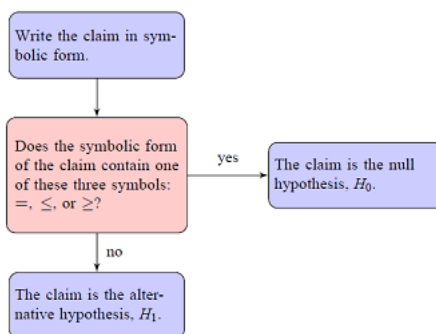 Write the claim in sym-
bolic form.
Does the symbolic form
of the claim contain one
of these three symbols:
=, ≤, or ≥?
yes
The claim is the null
hypothesis, H₀.
no
The claim is the alter-
native hypothesis, H₁.